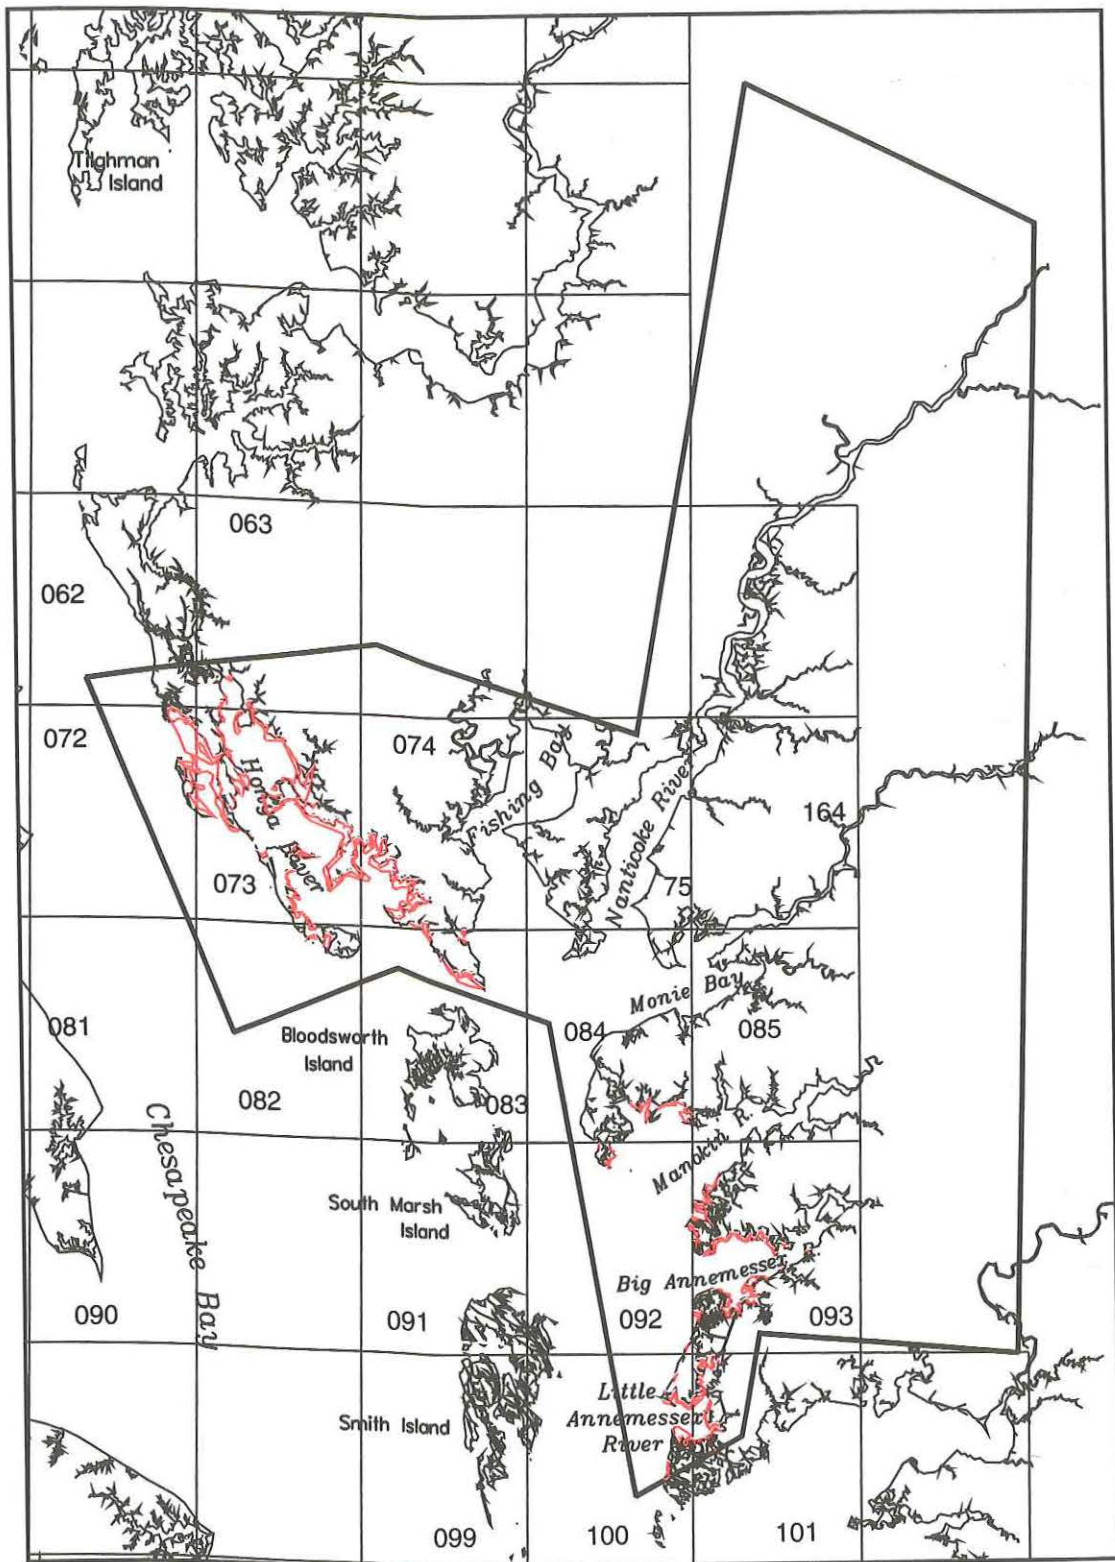 Tilghman
Island
063
062
072
074
Honga
River
Fishing Bay
Nanticoke River
164
073
75
Monie Bay
081
Bloodsworth
Island
084
085
082
083
Chesapeake
Bay
Manokin R.
South Marsh
Island
Big Annemessex
090
091
092
093
Little
Annemessex
River
Smith Island
099
100
101